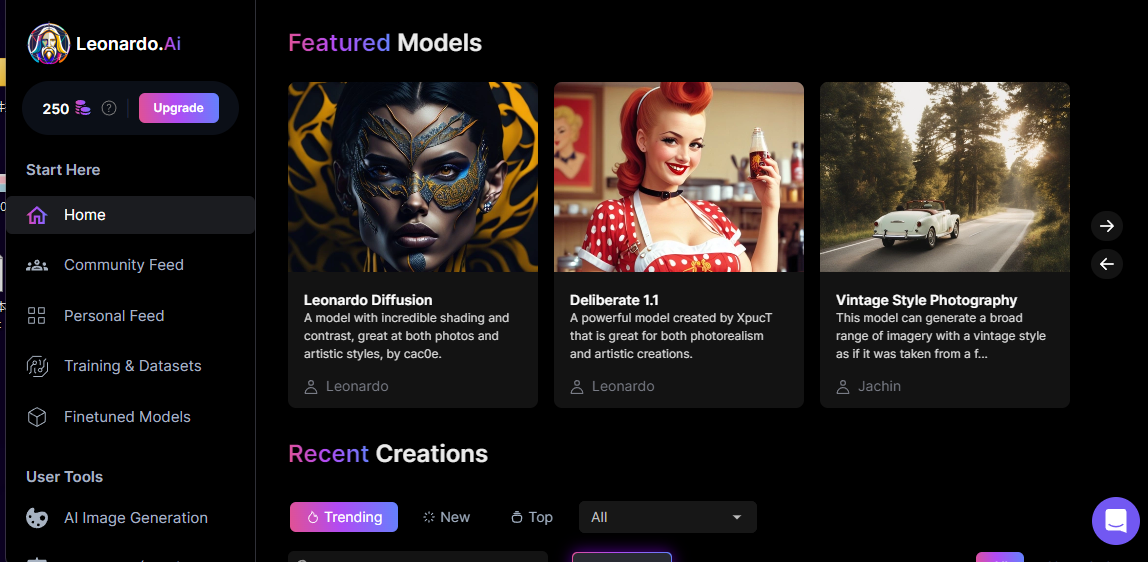 Leonardo.Ai
250
Upgrade
Start Here
Home
Community Feed
Personal Feed
Training & Datasets
Finetuned Models
User Tools
AI Image Generation
Featured Models
Leonardo Diffusion
A model with incredible shading and
contrast, great at both photos and
artistic styles, by cac0e.
Leonardo
Deliberate 1.1
A powerful model created by XpucT
that is great for both photorealism
and artistic creations.
Leonardo
Vintage Style Photography
This model can generate a broad
range of imagery with a vintage style
as if it was taken from a f...
Jachin
Recent Creations
Trending
New
Top
All